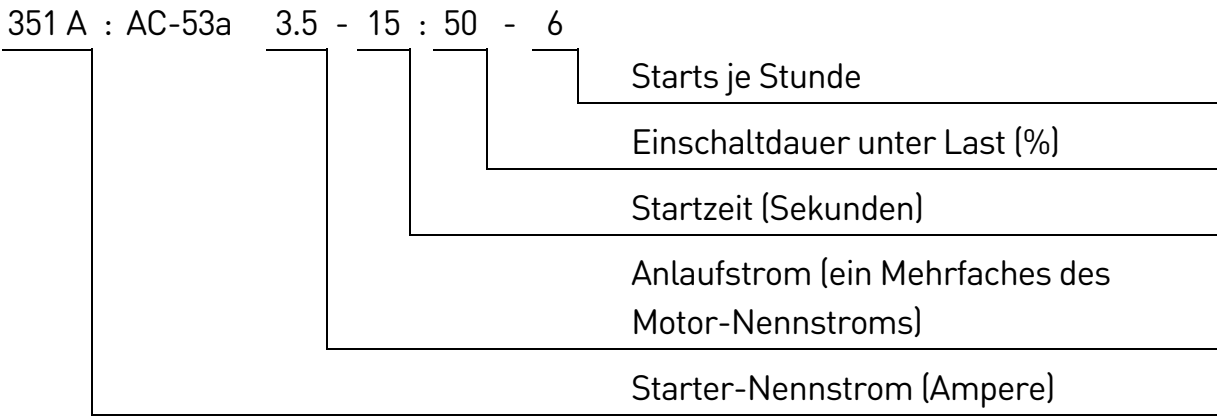 351 A : AC-53a 3.5 - 15 : 50 - 6
Starts je Stunde
Einschaltdauer unter Last (%)
Startzeit (Sekunden)
Anlaufstrom (ein Mehrfaches des
Motor-Nennstroms)
Starter-Nennstrom (Ampere)